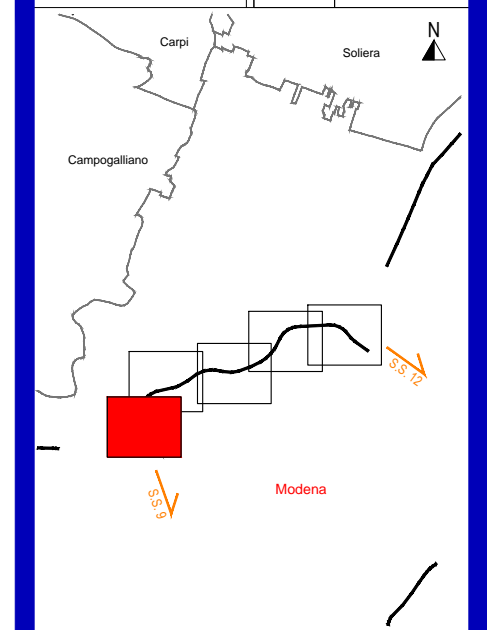 N
Carpi
Soliera
Campogalliano
S.S. 12
Modena
S.S. 9